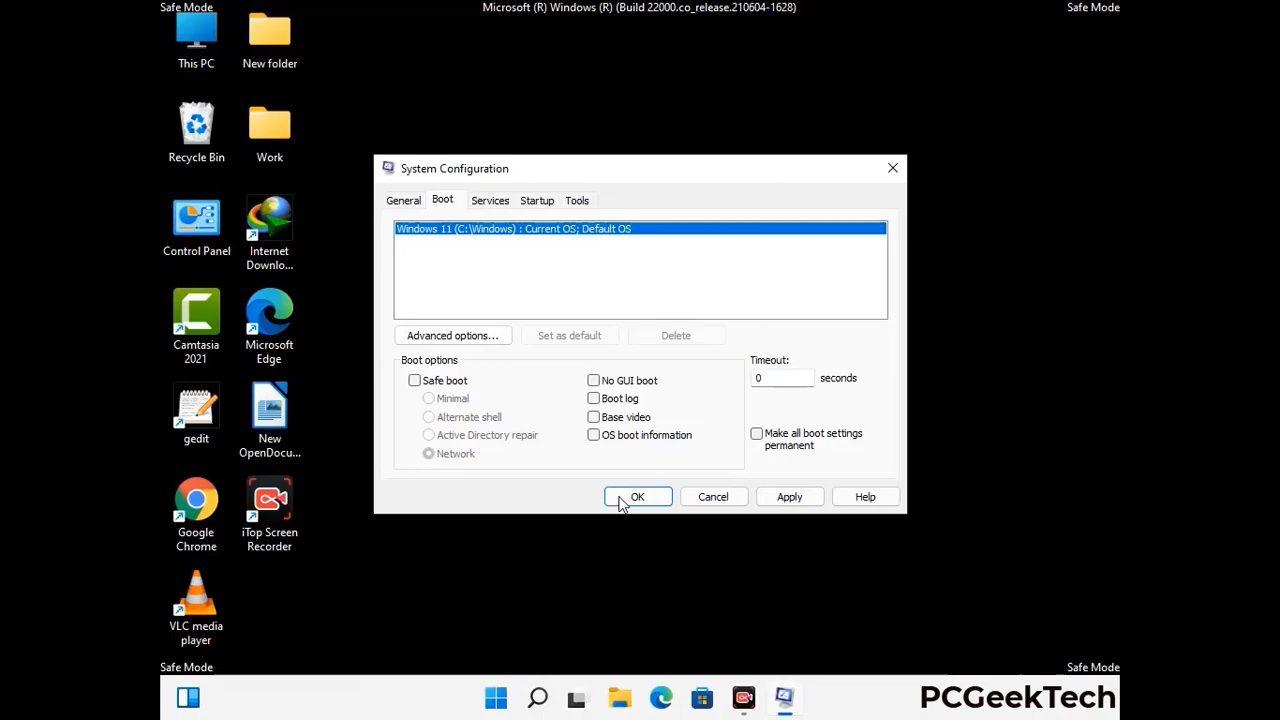 Safe Mode
Microsoft (R) Windows (R) (Build 22000.co_release.210604-1628)
Safe Mode
This PC
New folder
Recycle Bin
Work
Control Panel
Internet
Downlo...
Camtasia
2021
Microsoft
Edge
gedit
New
OpenDocu...
Google
Chrome
iTop Screen
Recorder
VLC media
player
System Configuration
General
Boot
Services
Startup
Tools
Windows 11 (C:\Windows) : Current OS; Default OS
Advanced options...
Set as default
Delete
Boot options
Safe boot
Minimal
Alternate shell
Active Directory repair
Network
No GUI boot
Boot log
Base video
OS boot information
Timeout:
0 seconds
Make all boot settings
permanent
OK
Cancel
Apply
Help
Safe Mode
Safe Mode
PCGeekTech